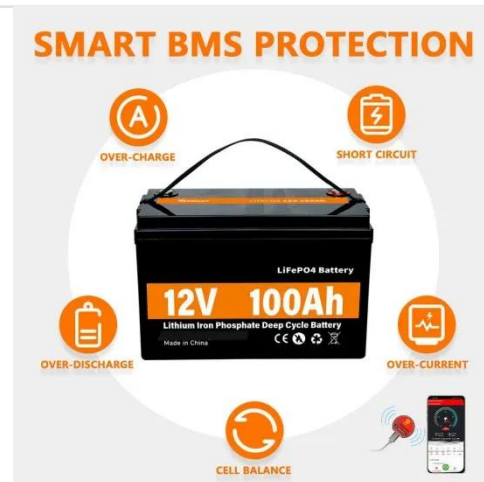 SMART BMS PROTECTION
A
OVER-CHARGE
SHORT CIRCUIT
LiFePO4 Battery
12V 100Ah
Lithium Iron Phosphate Deep Cycle Battery
Made in China
CE
OVER-DISCHARGE
OVER-CURRENT
CELL BALANCE